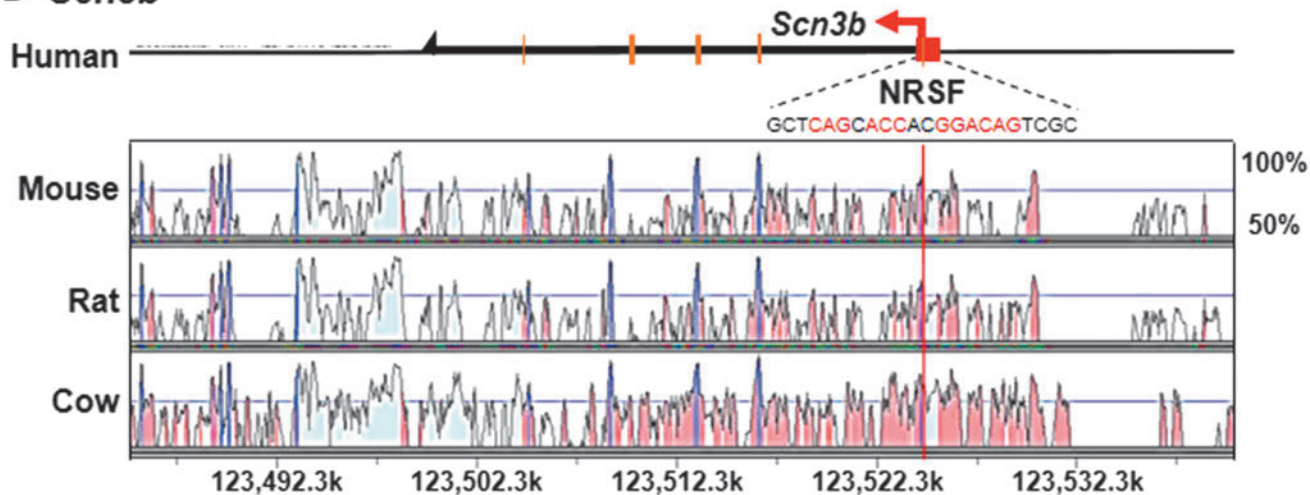 Scn3b
Human
NRSF
GCTCAGCACCACGGACAGTCGC
Mouse
100%
50%
Rat
Cow
123,492.3k 123,502.3k 123,512.3k 123,522.3k 123,532.3k